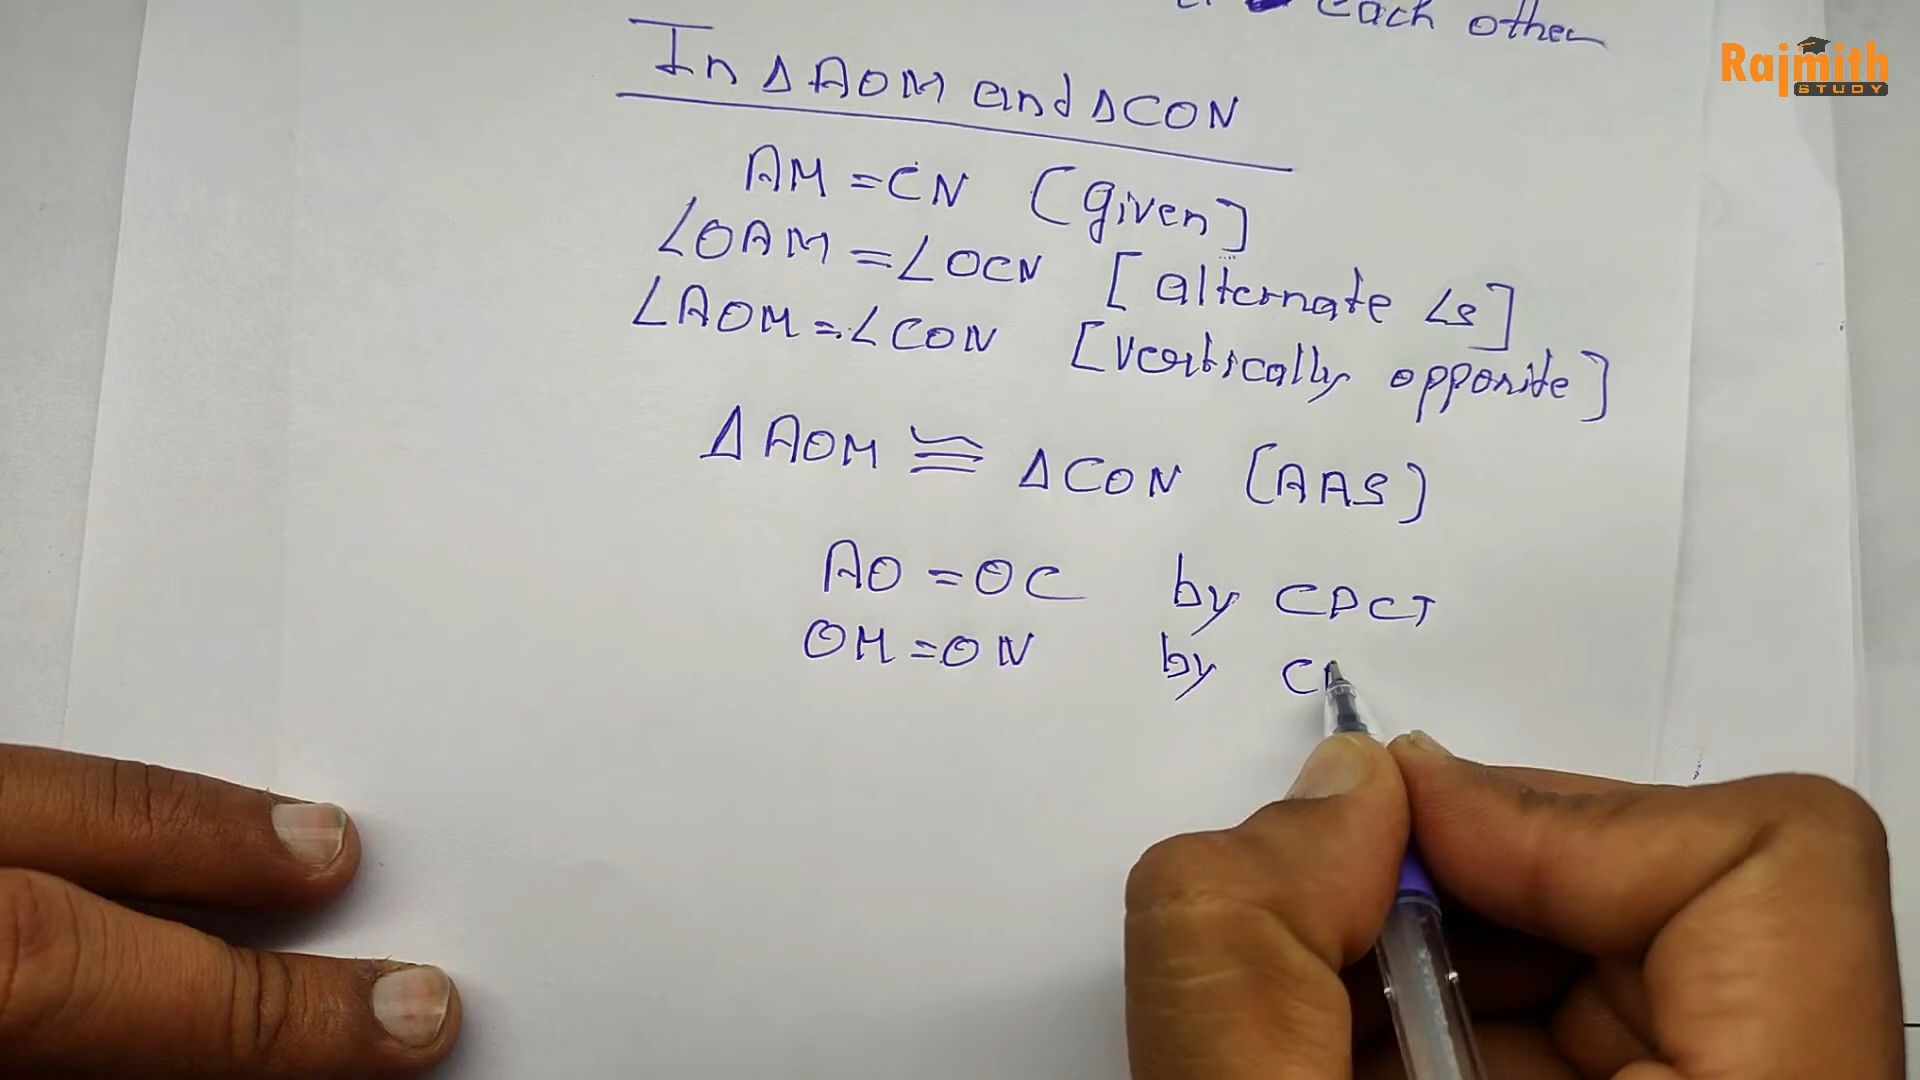 each other
Rajmith
STUDY
In ΔAOM and ΔCON
AM = CN (given]
∠OAM = ∠OCN [alternate ∠s]
∠AOM = ∠CON [vertically opposite]
ΔAOM ≅ ΔCON [AAS)
AO = OC by CPCT
OM = ON by C